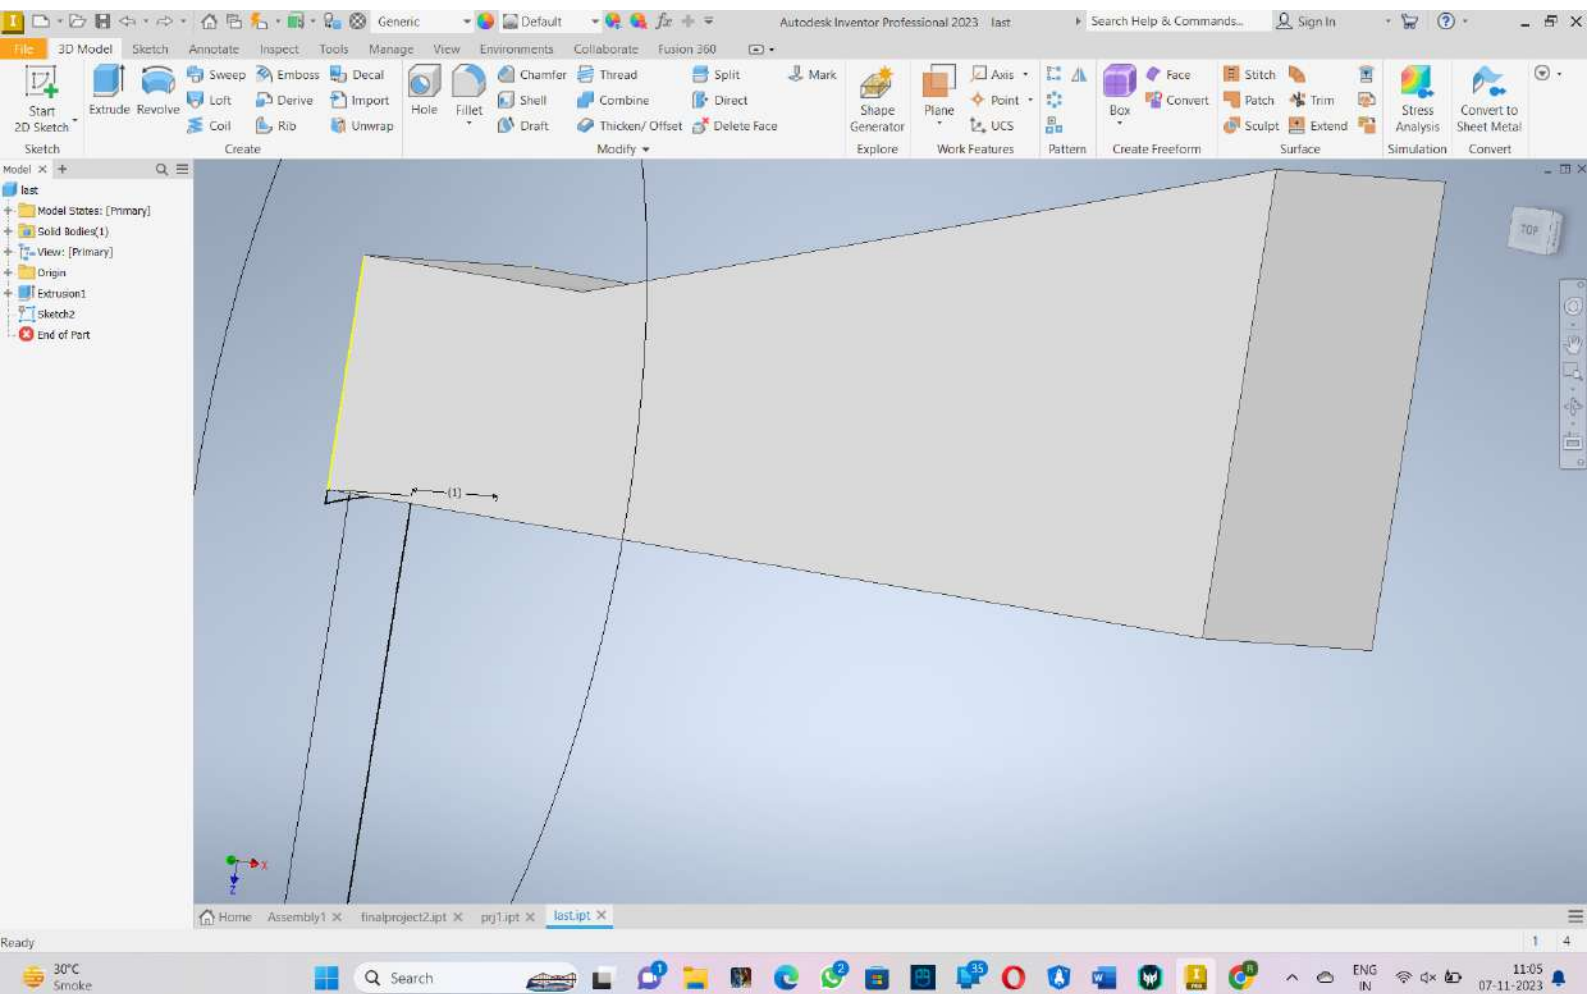 Generic Default fx Autodesk Inventor Professional 2023 last Search Help & Commands... Sign In
File 3D Model Sketch Annotate Inspect Tools Manage View Environments Collaborate Fusion 360
Sweep Emboss Decal Chamfer Thread Split Mark Axis Face Stitch
Start 2D Sketch Extrude Revolve Loft Derive Import Hole Fillet Shell Combine Direct Shape Generator Plane Point Box Convert Patch Trim Stress Analysis Convert to Sheet Metal
Coil Rib Unwrap Draft Thicken/ Offset Delete Face UCS Sculpt Extend
Sketch Create Modify Explore Work Features Pattern Create Freeform Surface Simulation Convert
Model
last
Model States: [Primary]
Solid Bodies(1)
View: [Primary]
Origin
Extrusion1
Sketch2
End of Part
TOP
(1)
X
Z
Home Assembly1 finalproject2.ipt prj1.ipt last.ipt
Ready 1 4
30°C
Smoke
Search
1
2
35
ENG
IN
11:05
07-11-2023